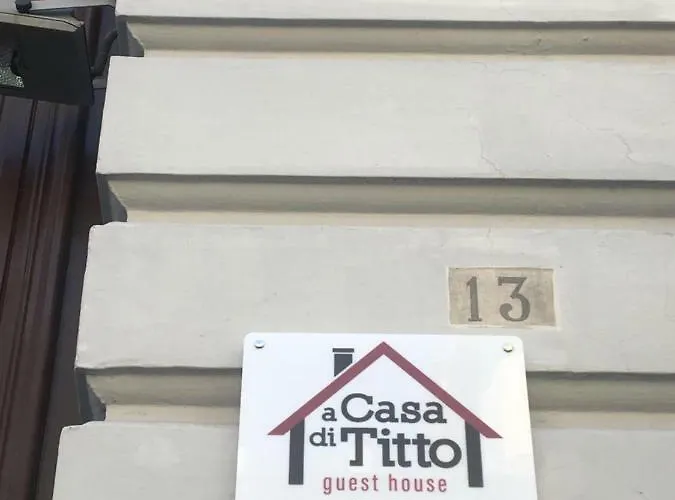 13
a Casa
di Titto
guest house